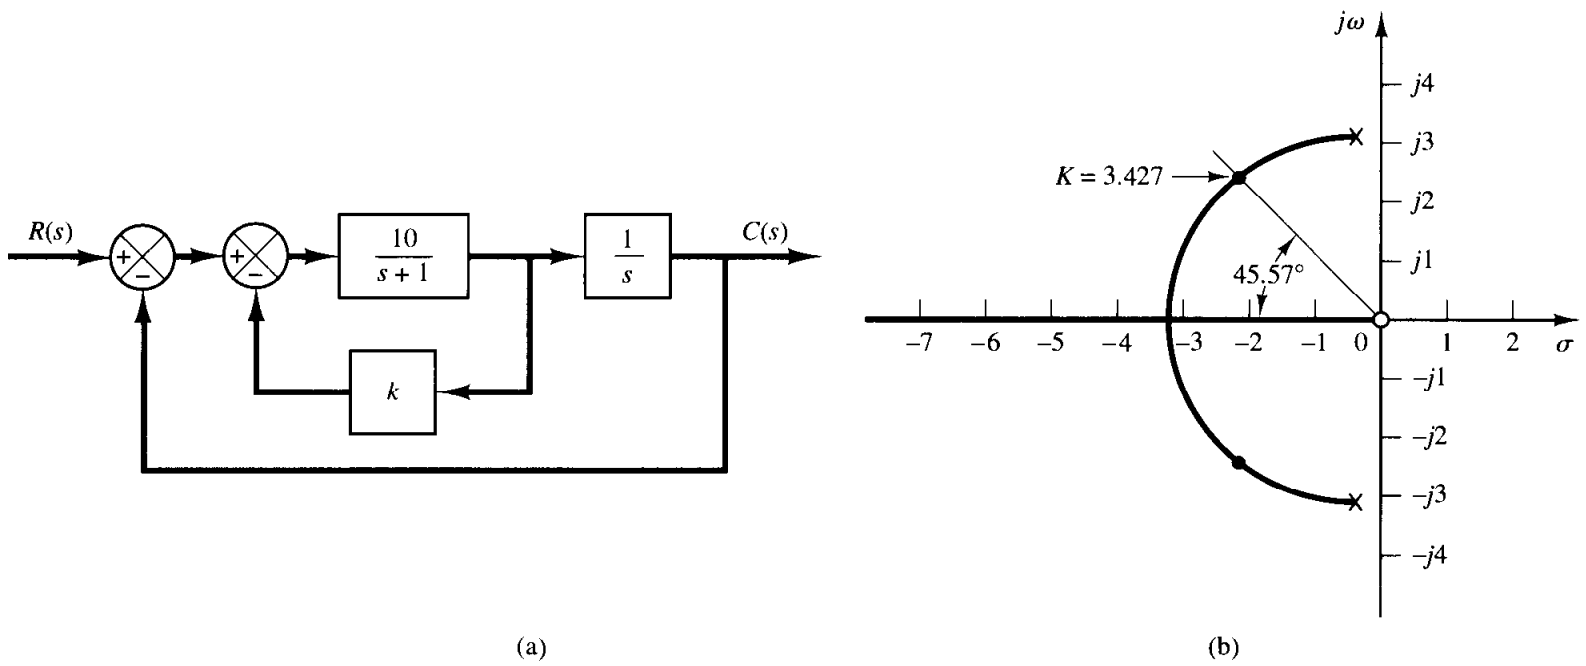 R(s)
+
−
+
−
10
s + 1
1
s
C(s)
k
(a)
jω
j4
j3
K = 3.427
j2
45.57°
j1
−7 −6 −5 −4 −3 −2 −1 0 1 2 σ
−j1
−j2
−j3
−j4
(b)